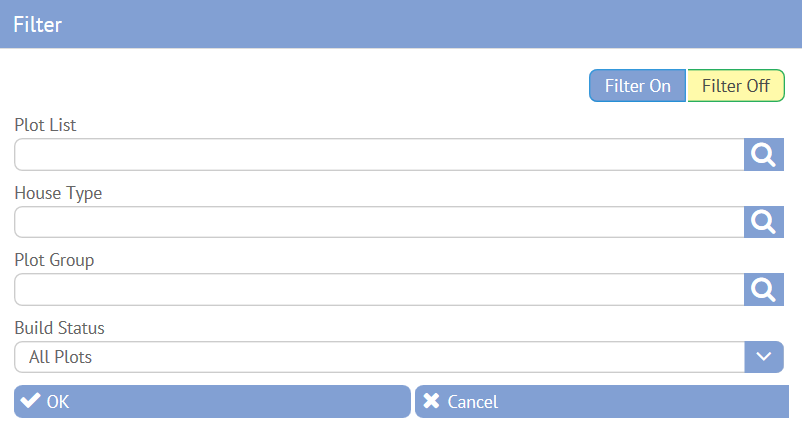 Filter
Filter On Filter Off
Plot List
House Type
Plot Group
Build Status
All Plots
OK Cancel